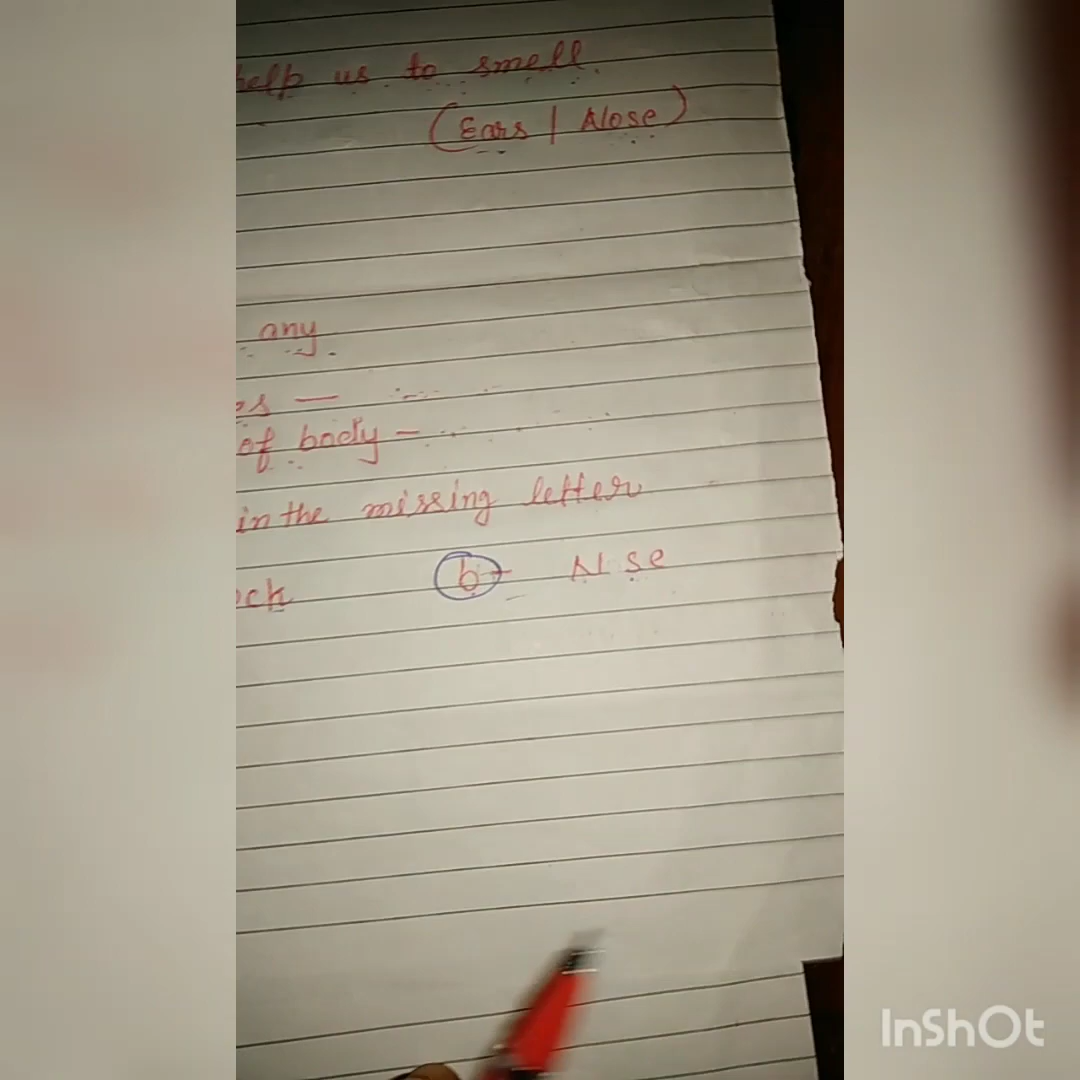 help us to smell
(Ears | Nose)
any
of body -
in the missing letter
b- N se
InShOt